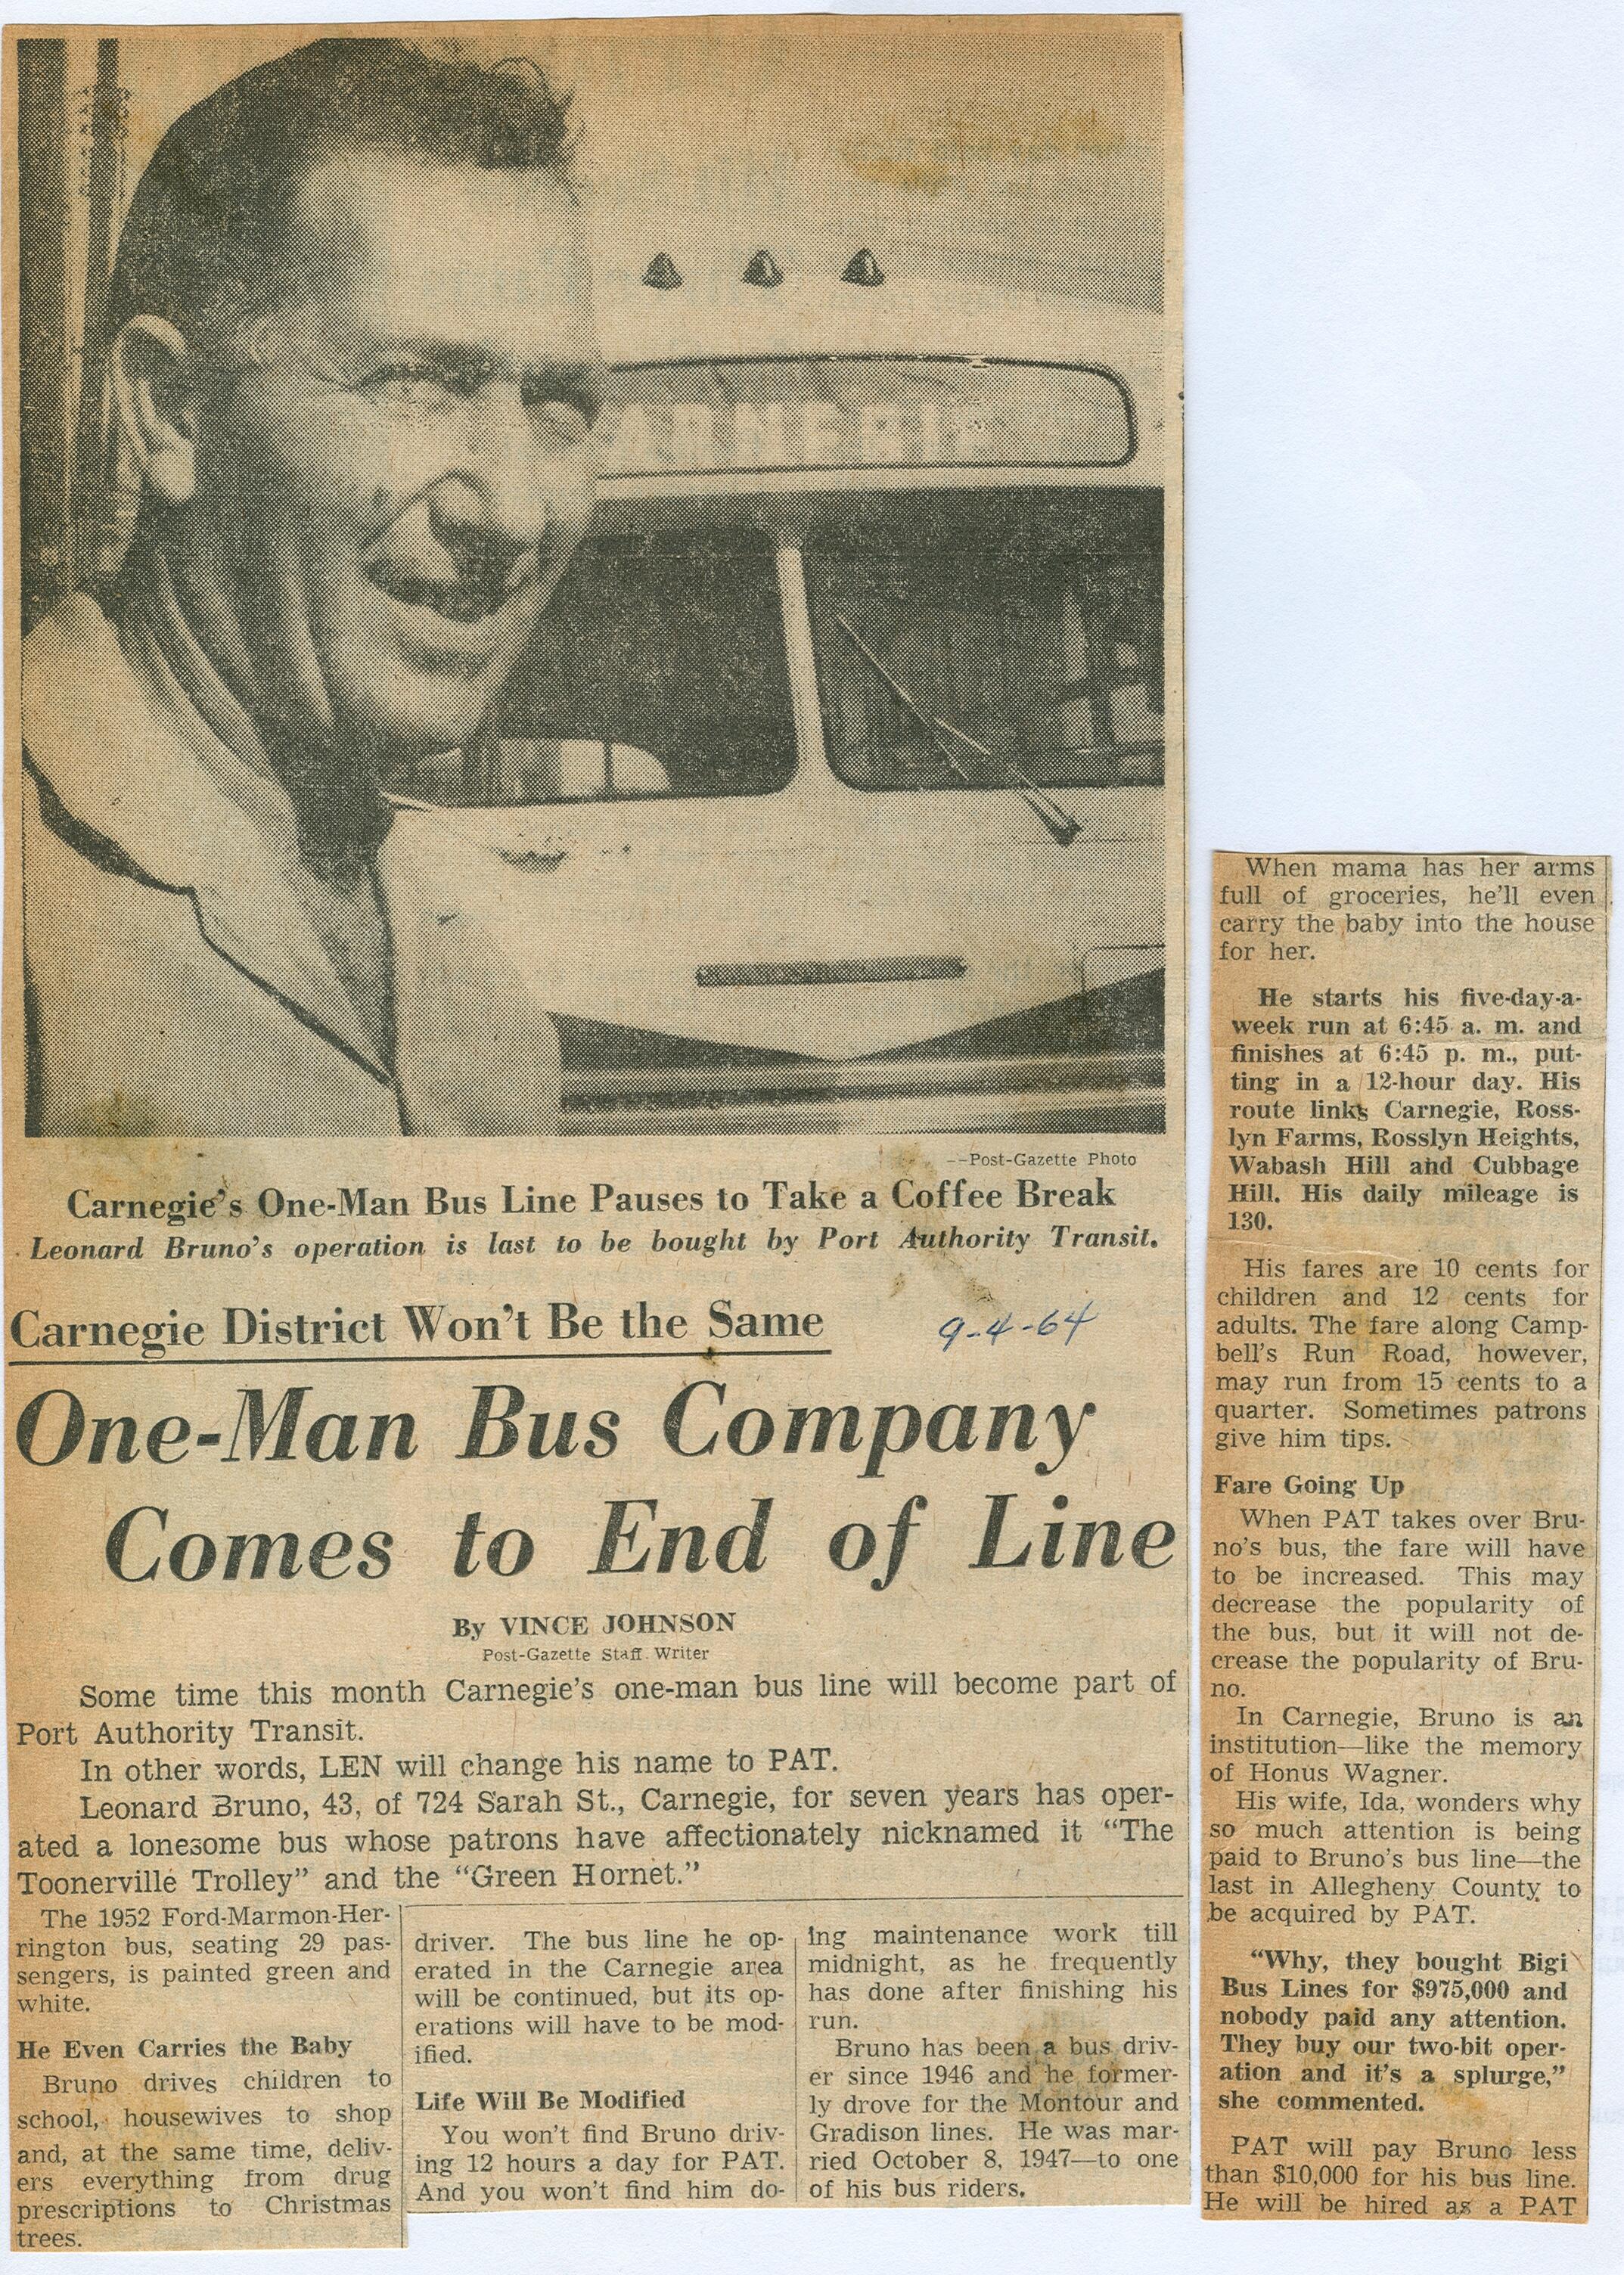 ARNEGIE
--Post-Gazette Photo
Carnegie's One-Man Bus Line Pauses to Take a Coffee Break
Leonard Bruno's operation is last to be bought by Port Authority Transit.
Carnegie District Won't Be the Same
9-4-64
One-Man Bus Company
Comes to End of Line
By VINCE JOHNSON
Post-Gazette Staff Writer
Some time this month Carnegie's one-man bus line will become part of
Port Authority Transit.
In other words, LEN will change his name to PAT.
Leonard Bruno, 43, of 724 Sarah St., Carnegie, for seven years has oper-
ated a lonesome bus whose patrons have affectionately nicknamed it "The
Toonerville Trolley" and the "Green Hornet."
The 1952 Ford-Marmon-Her-
rington bus, seating 29 pas-
sengers, is painted green and
white.
He Even Carries the Baby
Bruno drives children to
school, housewives to shop
and, at the same time, deliv-
ers everything from drug
prescriptions to Christmas
trees.
When mama has her arms
full of groceries, he'll even
carry the baby into the house
for her.
He starts his five-day-a-
week run at 6:45 a. m. and
finishes at 6:45 p. m., put-
ting in a 12-hour day. His
route links Carnegie, Ross-
lyn Farms, Rosslyn Heights,
Wabash Hill and Cubbage
Hill. His daily mileage is
130.
His fares are 10 cents for
children and 12 cents for
adults. The fare along Camp-
bell's Run Road, however,
may run from 15 cents to a
quarter. Sometimes patrons
give him tips.
Fare Going Up
When PAT takes over Bru-
no's bus, the fare will have
to be increased. This may
decrease the popularity of
the bus, but it will not de-
crease the popularity of Bru-
no.
In Carnegie, Bruno is an
institution—like the memory
of Honus Wagner.
His wife, Ida, wonders why
so much attention is being
paid to Bruno's bus line—the
last in Allegheny County to
be acquired by PAT.
"Why, they bought Bigi
Bus Lines for $975,000 and
nobody paid any attention.
They buy our two-bit oper-
ation and it's a splurge,"
she commented.
PAT will pay Bruno less
than $10,000 for his bus line.
He will be hired as a PAT
driver. The bus line he op-
erated in the Carnegie area
will be continued, but its op-
erations will have to be mod-
ified.
Life Will Be Modified
You won't find Bruno driv-
ing 12 hours a day for PAT.
And you won't find him do-
ing maintenance work till
midnight, as he frequently
has done after finishing his
run.
Bruno has been a bus driv-
er since 1946 and he former-
ly drove for the Montour and
Gradison lines. He was mar-
ried October 8, 1947—to one
of his bus riders.